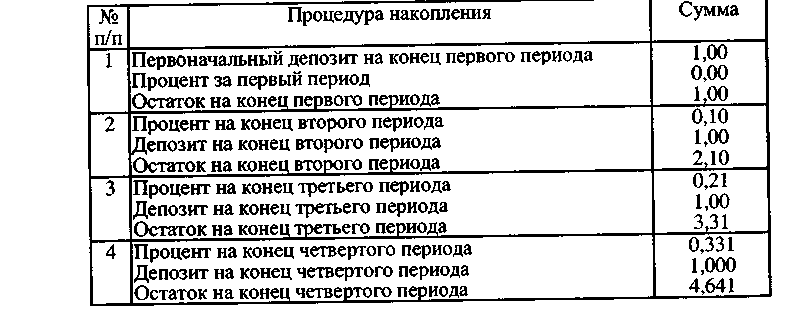 № п/п Процедура накопления Сумма
1 Первоначальный депозит на конец первого периода 1,00
Процент за первый период 0,00
Остаток на конец первого периода 1,00
2 Процент на конец второго периода 0,10
Депозит на конец второго периода 1,00
Остаток на конец второго периода 2,10
3 Процент на конец третьего периода 0,21
Депозит на конец третьего периода 1,00
Остаток на конец третьего периода 3,31
4 Процент на конец четвертого периода 0,331
Депозит на конец четвертого периода 1,000
Остаток на конец четвертого периода 4,641